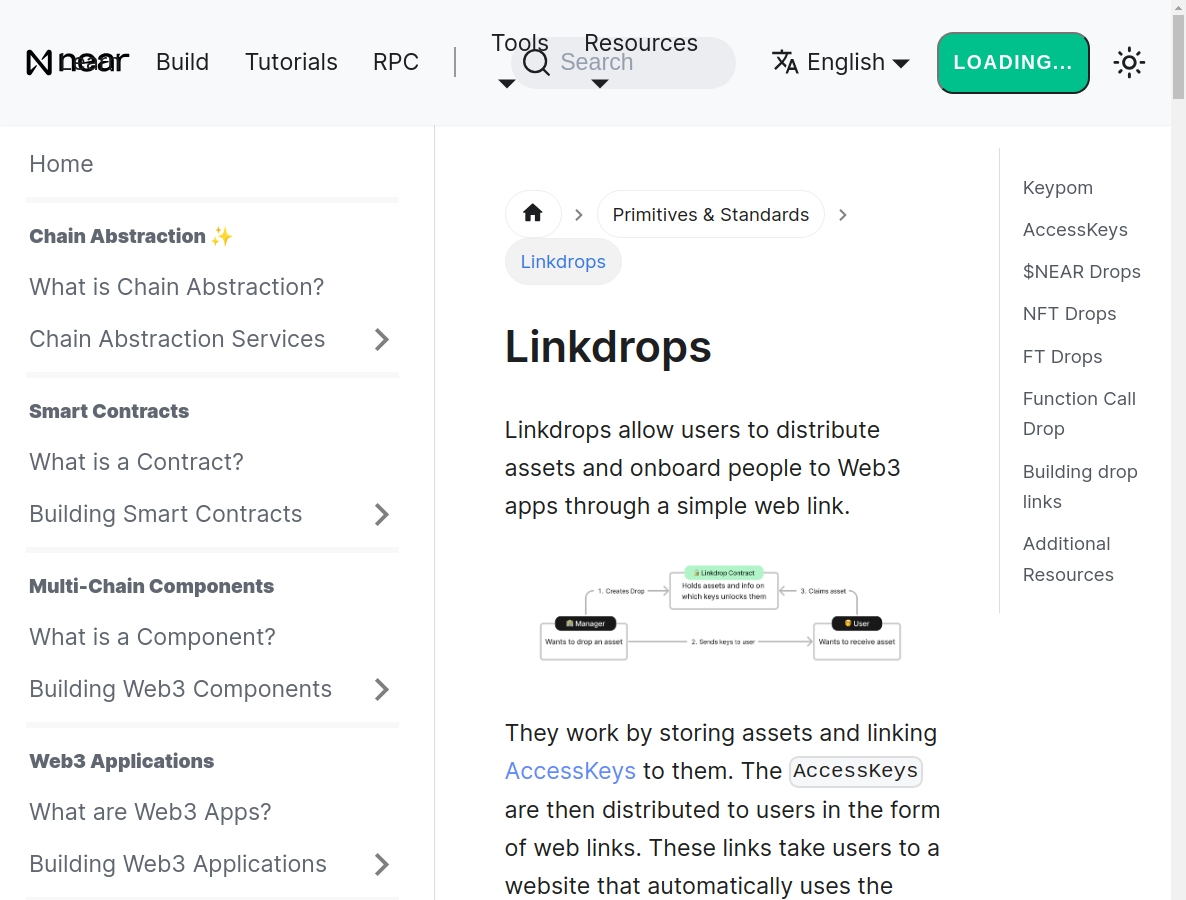 near
Learn
Build
Tutorials
RPC
Tools
Resources
Search
English
LOADING...
Home
Chain Abstraction ✨
What is Chain Abstraction?
Chain Abstraction Services
Smart Contracts
What is a Contract?
Building Smart Contracts
Multi-Chain Components
What is a Component?
Building Web3 Components
Web3 Applications
What are Web3 Apps?
Building Web3 Applications
Primitives & Standards
Linkdrops
Linkdrops
Linkdrops allow users to distribute
assets and onboard people to Web3
apps through a simple web link.
Linkdrop Contract
Holds assets and info on
which keys unlocks them
1. Creates Drop
3. Claims asset
Manager
Wants to drop an asset
2. Sends keys to user
User
Wants to receive asset
They work by storing assets and linking
AccessKeys to them. The AccessKeys
are then distributed to users in the form
of web links. These links take users to a
website that automatically uses the
Keypom
AccessKeys
$NEAR Drops
NFT Drops
FT Drops
Function Call
Drop
Building drop
links
Additional
Resources